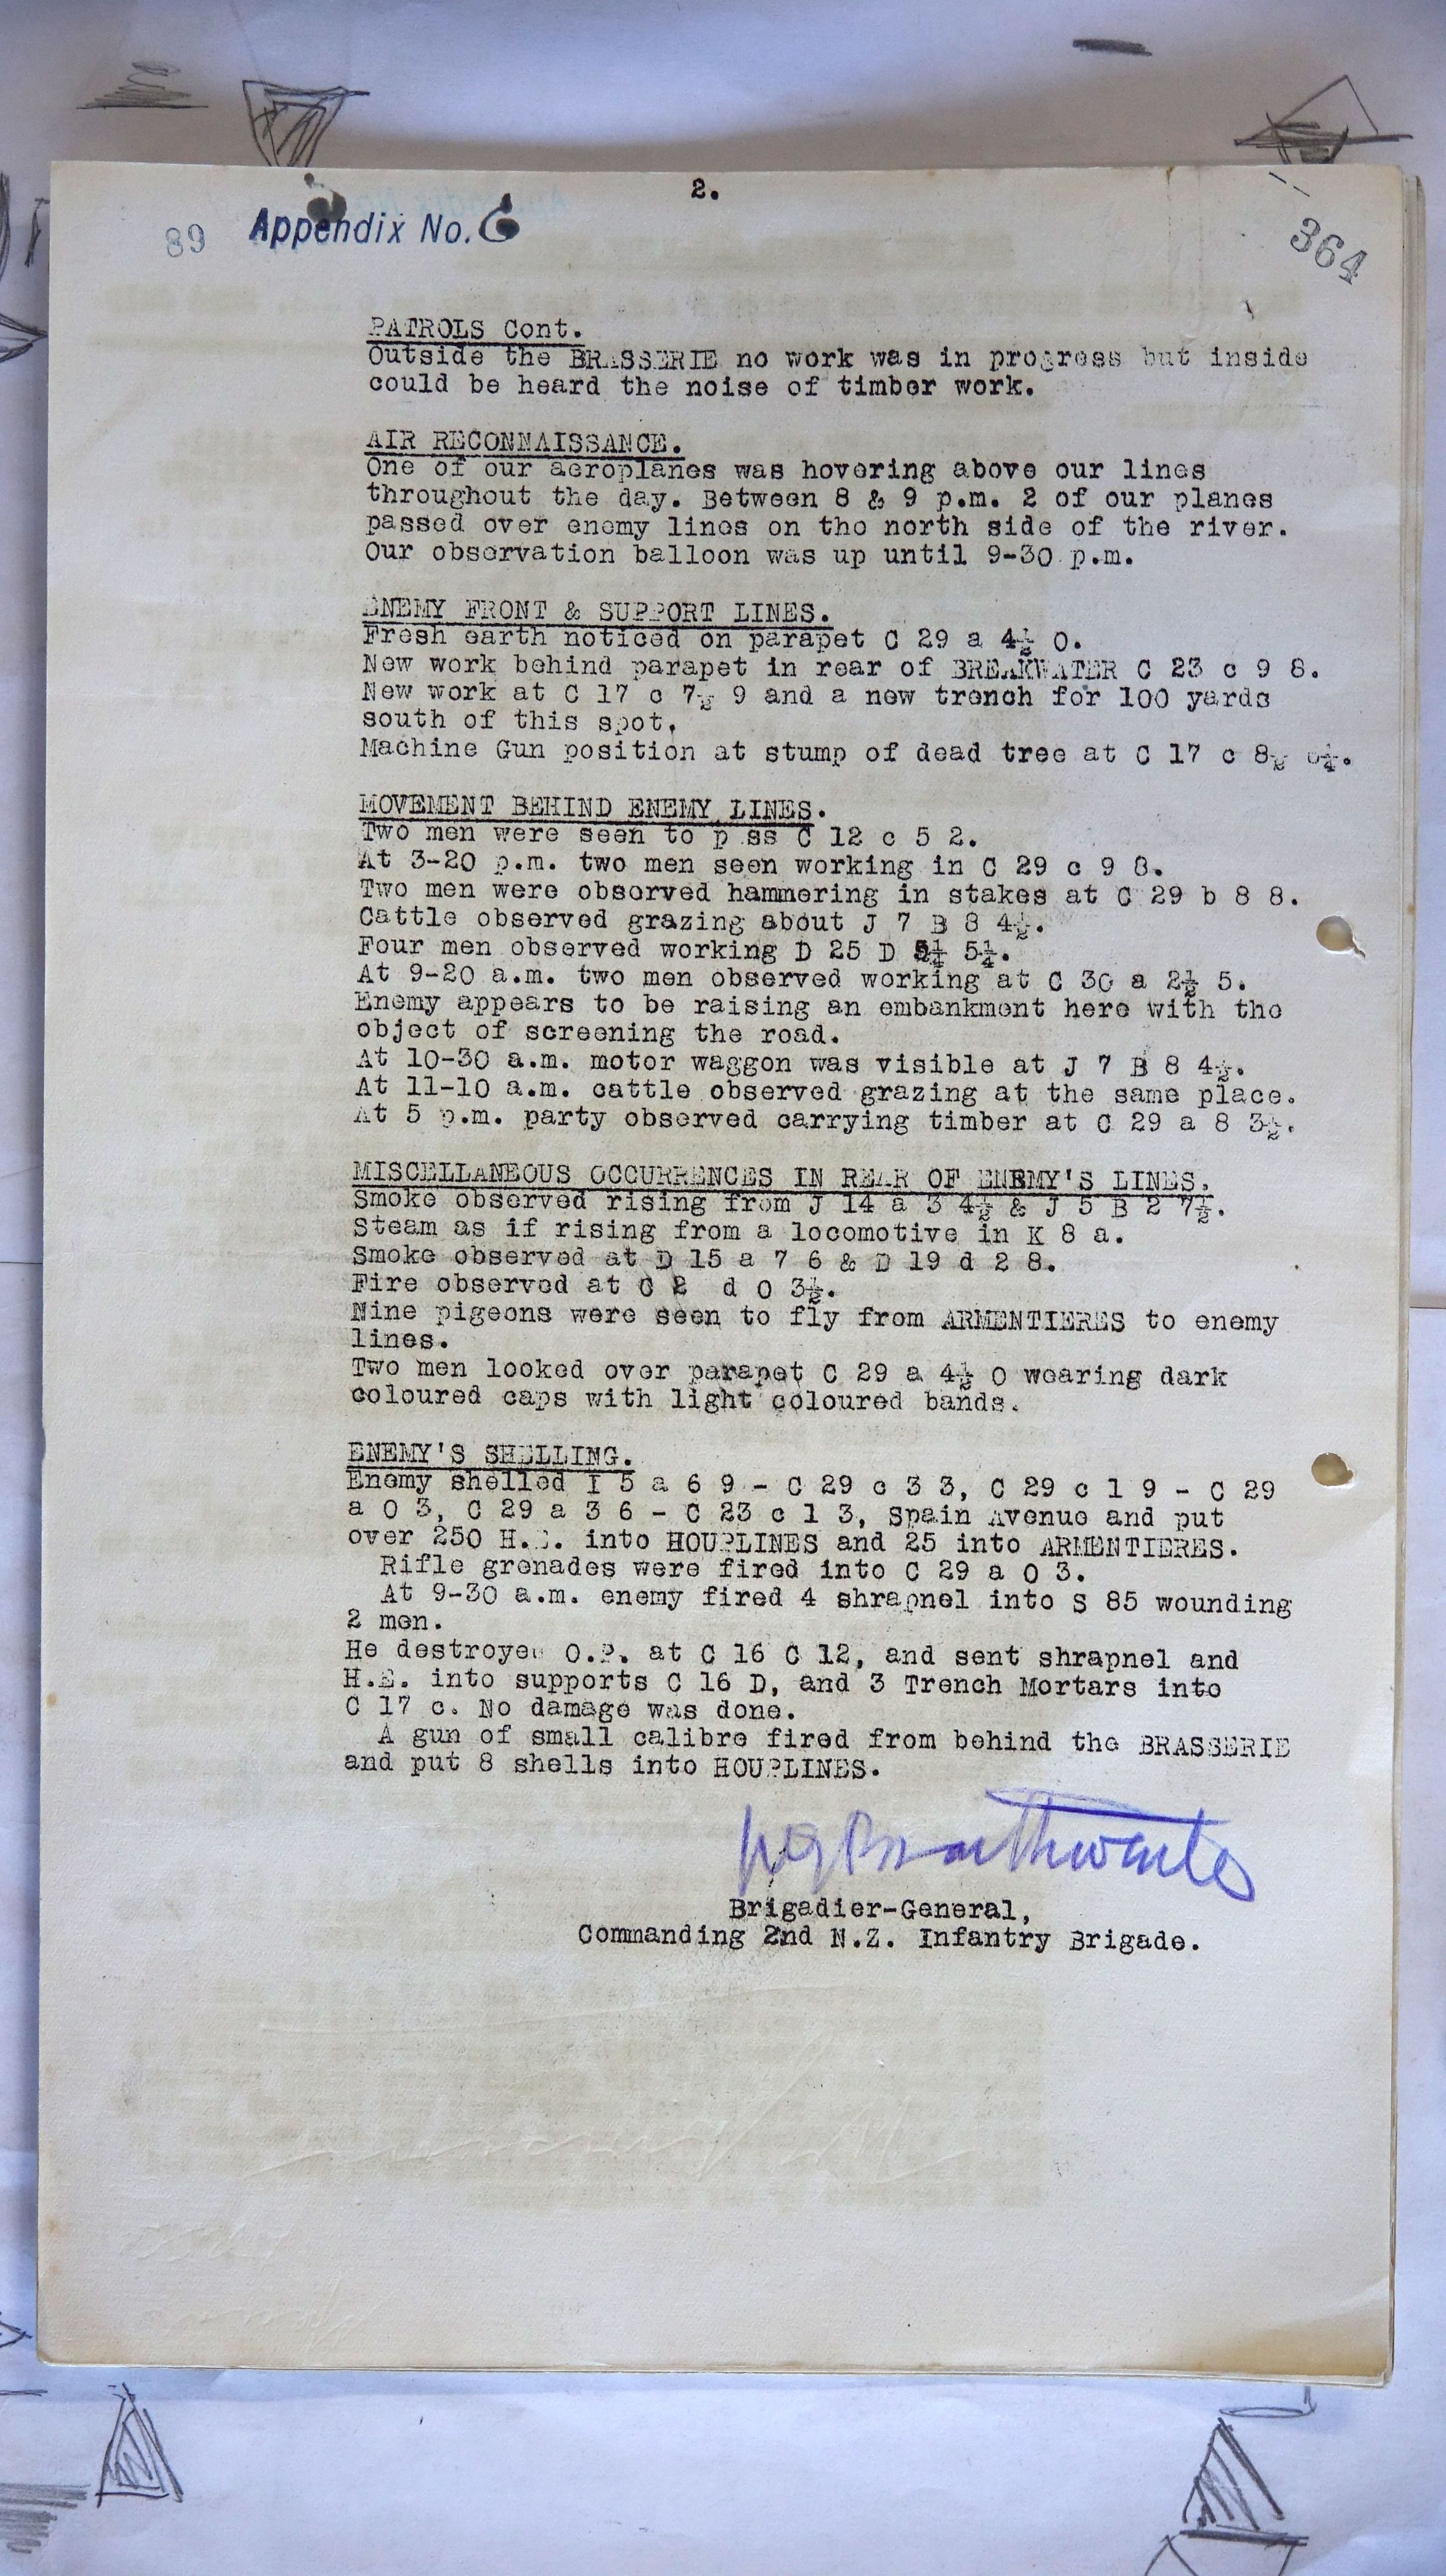 2.
89 Appendix No. 6
364
PATROLS Cont.
Outside the BRASSERIE no work was in progress but inside
could be heard the noise of timber work.
AIR RECONNAISSANCE.
One of our aeroplanes was hovering above our lines
throughout the day. Between 8 & 9 p.m. 2 of our planes
passed over enemy lines on the north side of the river.
Our observation balloon was up until 9-30 p.m.
ENEMY FRONT & SUPPORT LINES.
Fresh earth noticed on parapet C 29 a 4½ 0.
New work behind parapet in rear of BREAKWATER C 23 c 9 8.
New work at C 17 c 7½ 9 and a new trench for 100 yards
south of this spot.
Machine Gun position at stump of dead tree at C 17 c 8½
MOVEMENT BEHIND ENEMY LINES.
Two men were seen to p ss C 12 c 5 2.
At 3-20 p.m. two men seen working in C 29 c 9 8.
Two men were observed hammering in stakes at C 29 b 8 8.
Cattle observed grazing about J 7 B 8 4½.
Four men observed working D 25 D 5¼ 5¼.
At 9-20 a.m. two men observed working at C 30 a 2½ 5.
Enemy appears to be raising an embankment here with the
object of screening the road.
At 10-30 a.m. motor waggon was visible at J 7 B 8 4½.
At 11-10 a.m. cattle observed grazing at the same place.
At 5 p.m. party observed carrying timber at C 29 a 8 3½.
MISCELLANEOUS OCCURRENCES IN REAR OF ENEMY'S LINES.
Smoke observed rising from J 14 a 3 4½ & J 5 B 2 7½.
Steam as if rising from a locomotive in K 8 a.
Smoke observed at D 15 a 7 6 & D 19 d 2 8.
Fire observed at C 2 d 0 3½.
Nine pigeons were seen to fly from ARMENTIERES to enemy
lines.
Two men looked over parapet C 29 a 4½ 0 wearing dark
coloured caps with light coloured bands.
ENEMY'S SHELLING.
Enemy shelled I 5 a 6 9 - C 29 c 3 3, C 29 c 1 9 - C 29
a 0 3, C 29 a 3 6 - C 23 c 1 3, Spain Avenue and put
over 250 H.E. into HOUPLINES and 25 into ARMENTIERES.
Rifle grenades were fired into C 29 a 0 3.
At 9-30 a.m. enemy fired 4 shrapnel into S 85 wounding
2 men.
He destroyed O.P. at C 16 C 12, and sent shrapnel and
H.E. into supports C 16 D, and 3 Trench Mortars into
C 17 c. No damage was done.
A gun of small calibre fired from behind the BRASSERIE
and put 8 shells into HOUPLINES.
WG Braithwaite
Brigadier-General,
Commanding 2nd N.Z. Infantry Brigade.